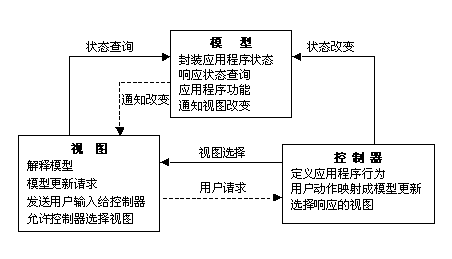 状态查询
模 型
状态改变
封装应用程序状态
响应状态查询
应用程序功能
通知视图改变
通知改变
视 图
解释模型
模型更新请求
发送用户输入给控制器
允许控制器选择视图
视图选择
用户请求
控 制 器
定义应用程序行为
用户动作映射成模型更新
选择响应的视图